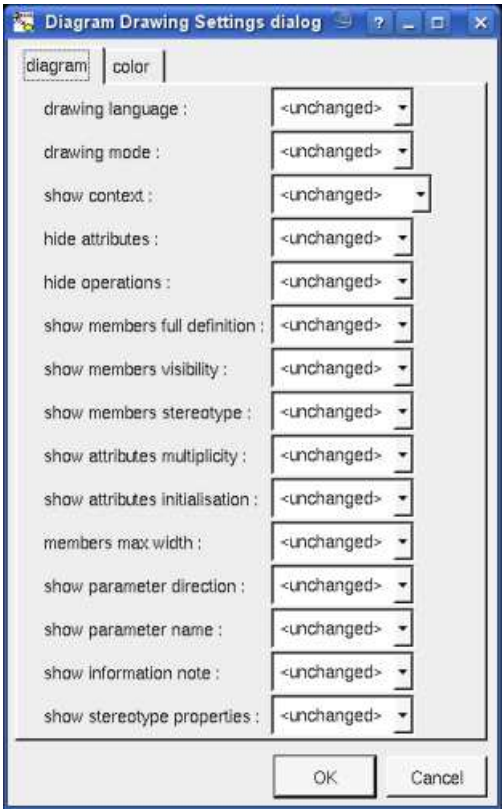 Diagram Drawing Settings dialog ?
diagram color
drawing language : <unchanged>
drawing mode : <unchanged>
show context : <unchanged>
hide attributes : <unchanged>
hide operations : <unchanged>
show members full definition : <unchanged>
show members visibility : <unchanged>
show members stereotype : <unchanged>
show attributes multiplicity : <unchanged>
show attributes initialisation : <unchanged>
members max width : <unchanged>
show parameter direction : <unchanged>
show parameter name : <unchanged>
show information note : <unchanged>
show stereotype properties : <unchanged>
OK Cancel